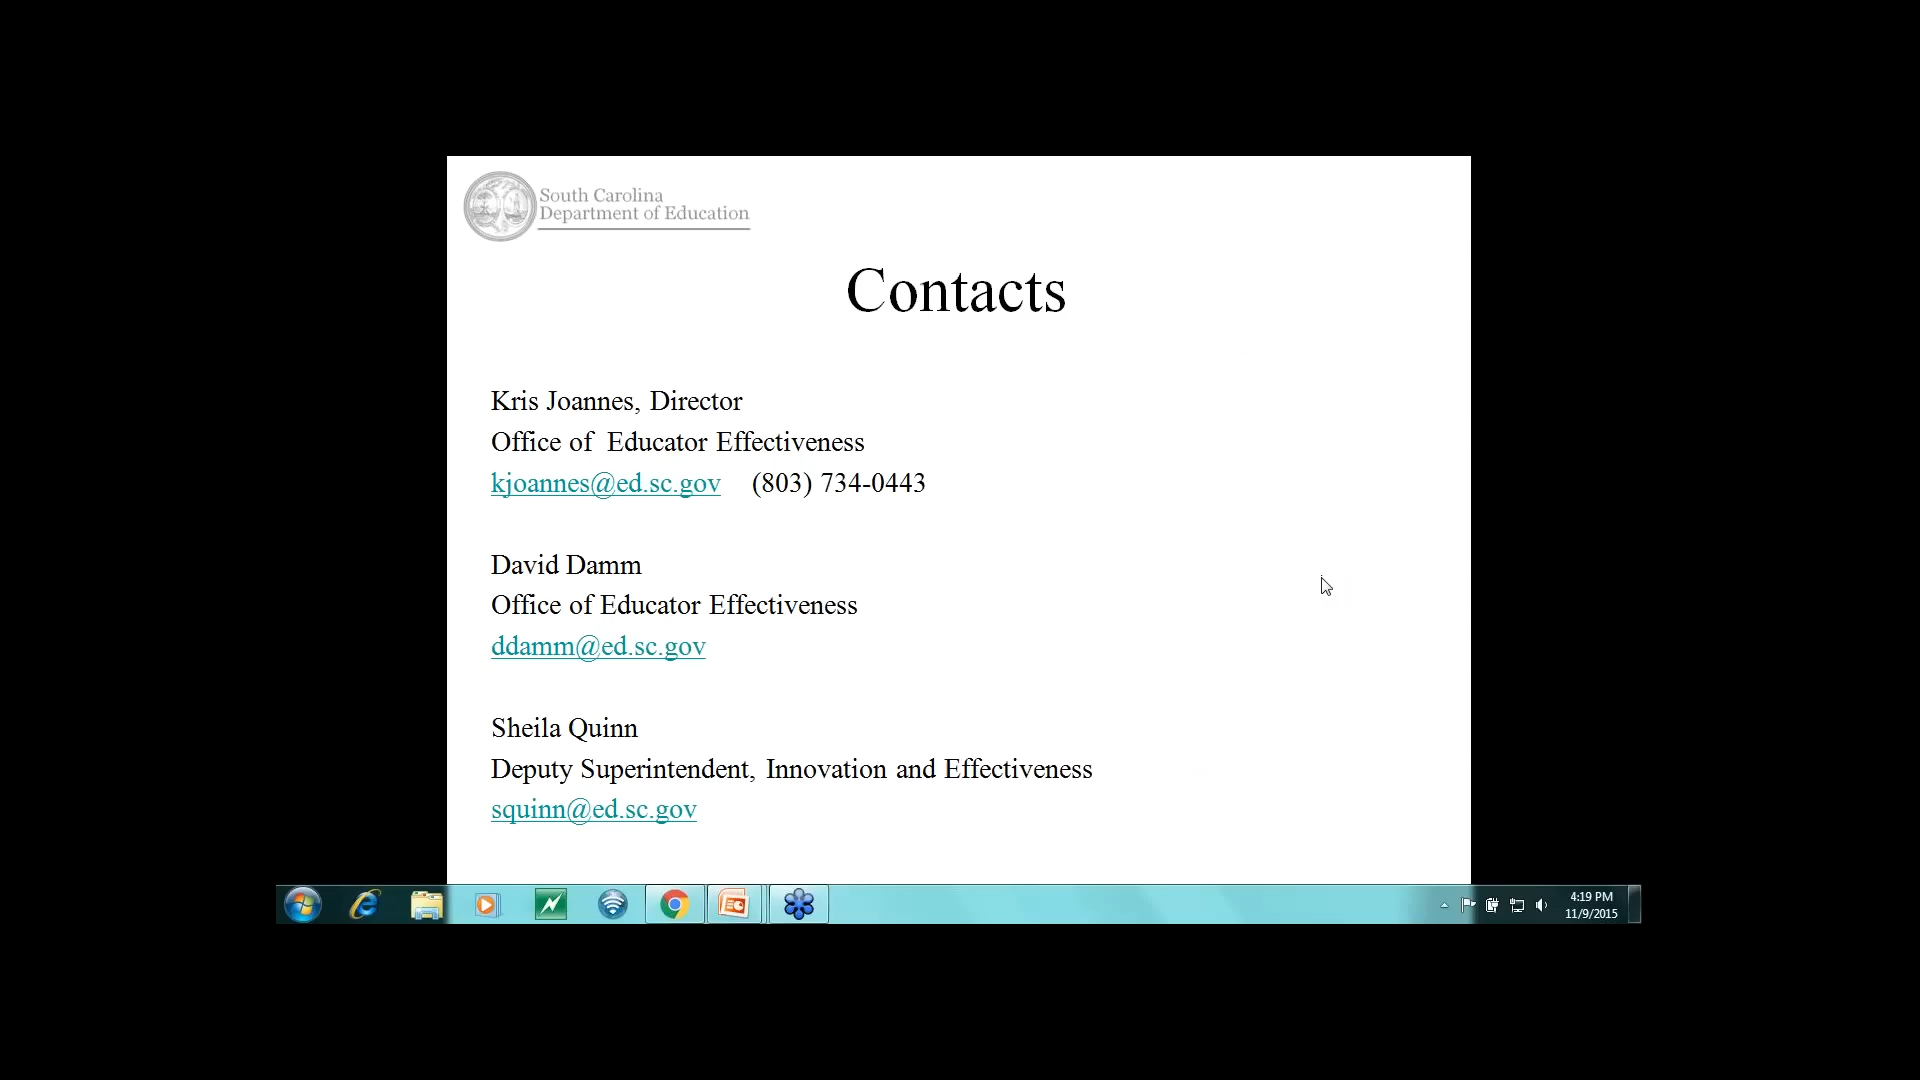 South Carolina
Department of Education
Contacts
Kris Joannes, Director
Office of  Educator Effectiveness
kjoannes@ed.sc.gov    (803) 734-0443
David Damm
Office of Educator Effectiveness
ddamm@ed.sc.gov
Sheila Quinn
Deputy Superintendent, Innovation and Effectiveness
squinn@ed.sc.gov
4:19 PM
11/9/2015